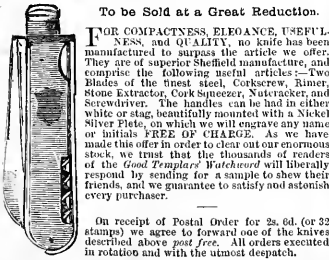 To be Sold at a Great Reduction.
FOR COMPACTNESS, ELEGANCE, USEFUL-
NESS, and QUALITY, no knife has been
manufactured to surpass the article we offer.
They are of superior Sheffield manufacture, and
comprise the following useful articles:—Two
Blades of the finest steel, Corkscrew, Rimer,
Stone Extractor, Cork Squeezer, Nutcracker, and
Screwdriver. The handles can be had in either
white or stag, beautifully mounted with a Nickel
Silver Plate, on which we will engrave any name
or initials FREE OF CHARGE. As we have
made this offer in order to clear out our enormous
stock, we trust that the thousands of readers
of the Good Templars' Watchword will liberally
respond by sending for a sample to shew their
friends, and we guarantee to satisfy and astonish
every purchaser.
On receipt of Postal Order for 2s. 6d. (or 32
stamps) we agree to forward one of the knives
described above post free. All orders executed
in rotation and with the utmost despatch.